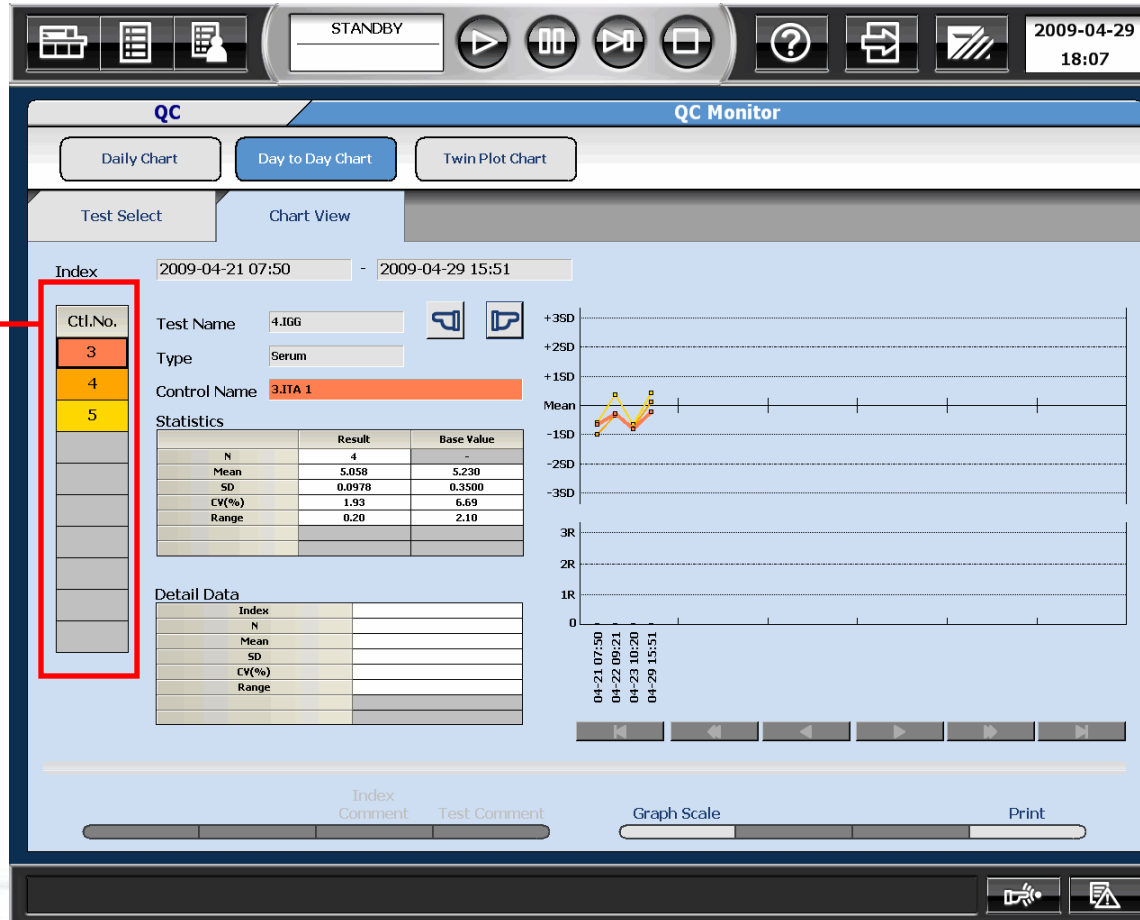 STANDBY
2009-04-29
18:07
QC
QC Monitor
Daily Chart
Day to Day Chart
Twin Plot Chart
Test Select
Chart View
Index
2009-04-21 07:50 - 2009-04-29 15:51
Ctl.No.
3
4
5
Test Name 4.IGG
Type Serum
Control Name 3.ITA 1
Statistics
Result Base Value
N 4 -
Mean 5.058 5.230
SD 0.0978 0.3500
CV(%) 1.93 6.69
Range 0.20 2.10
Detail Data
Index
N
Mean
SD
CV(%)
Range
+3SD
+2SD
+1SD
Mean
-1SD
-2SD
-3SD
3R
2R
1R
0
04-21 07:50
04-22 09:21
04-23 10:20
04-29 15:51
Index
Comment
Test Comment
Graph Scale
Print